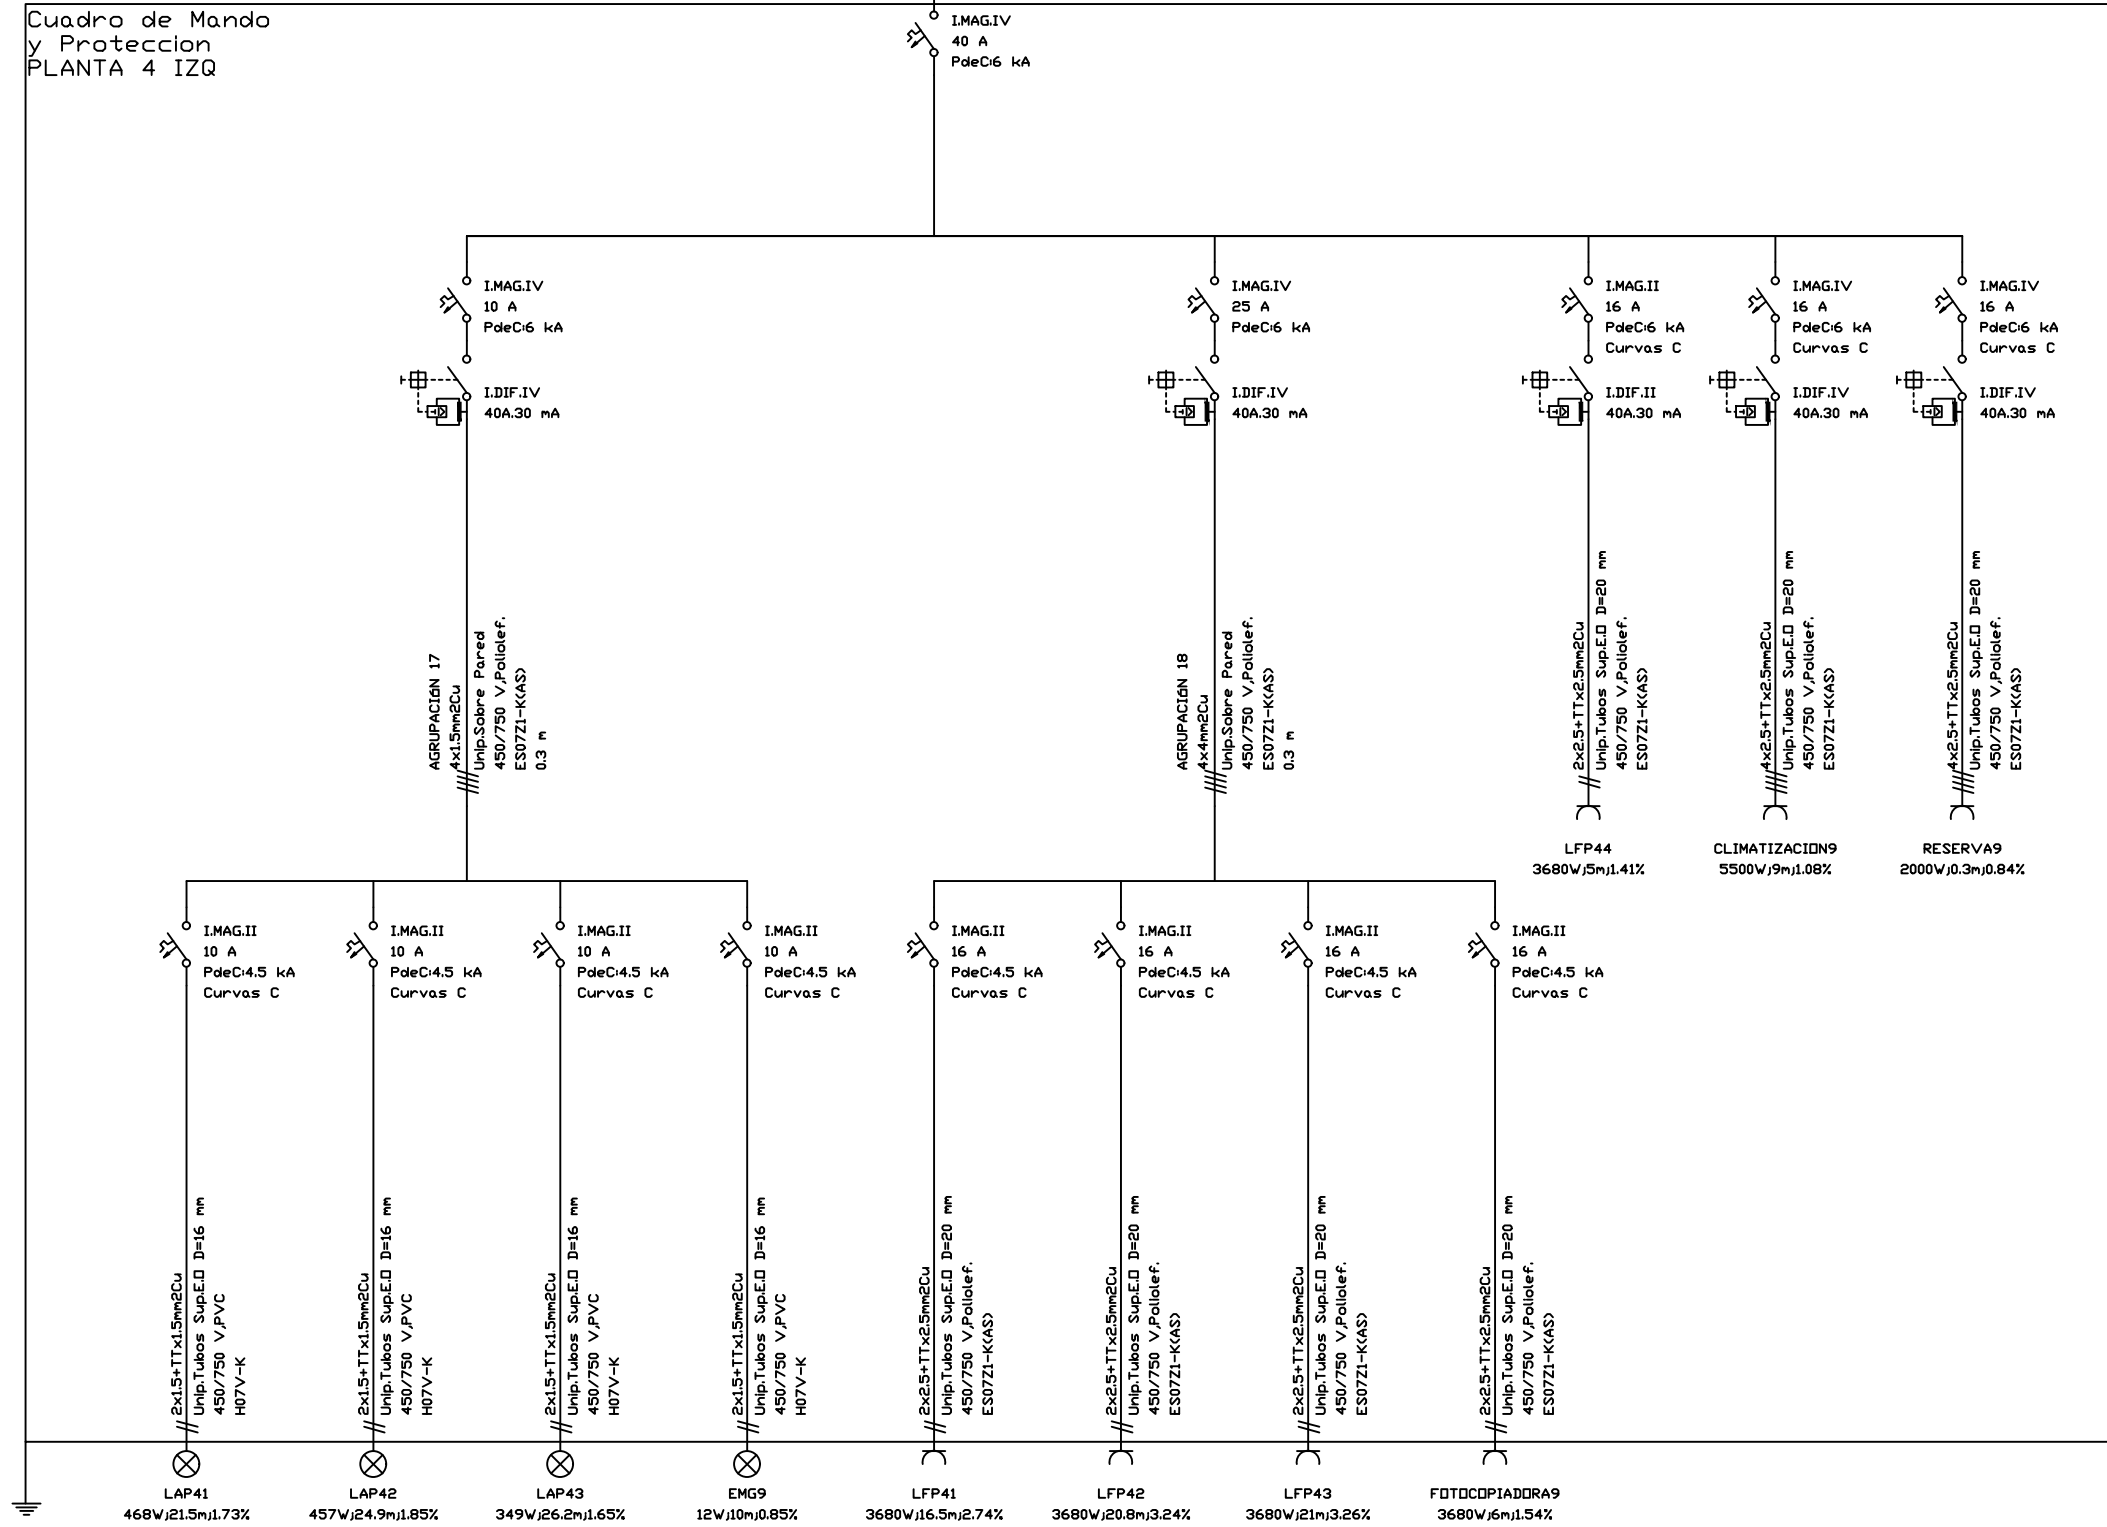 Cuadro de Mando
y Proteccion
PLANTA 4 IZQ
I.MAG.IV
40 A
PdeC:6 kA
I.MAG.IV
10 A
PdeC:6 kA
I.DIF.IV
40A.30 mA
AGRUPACIÓN 17
4x1.5mm2Cu
Unip.Sobre Pared
450/750 V,Poliolef.
ES07Z1-K(AS)
0.3 m
I.MAG.IV
25 A
PdeC:6 kA
I.DIF.IV
40A.30 mA
AGRUPACIÓN 18
4x4mm2Cu
Unip.Sobre Pared
450/750 V,Poliolef.
ES07Z1-K(AS)
0.3 m
I.MAG.II
16 A
PdeC:6 kA
Curvas C
I.DIF.II
40A.30 mA
2x2.5+TTx2.5mm2Cu
Unip.Tubos Sup.E.O D=20 mm
450/750 V,Poliolef.
ES07Z1-K(AS)
LFP44
3680W;5m;1.41%
I.MAG.IV
16 A
PdeC:6 kA
Curvas C
I.DIF.IV
40A.30 mA
4x2.5+TTx2.5mm2Cu
Unip.Tubos Sup.E.O D=20 mm
450/750 V,Poliolef.
ES07Z1-K(AS)
CLIMATIZACION9
5500W;9m;1.08%
I.MAG.IV
16 A
PdeC:6 kA
Curvas C
I.DIF.IV
40A.30 mA
4x2.5+TTx2.5mm2Cu
Unip.Tubos Sup.E.O D=20 mm
450/750 V,Poliolef.
ES07Z1-K(AS)
RESERVA9
2000W;0.3m;0.84%
I.MAG.II
10 A
PdeC:4.5 kA
Curvas C
2x1.5+TTx1.5mm2Cu
Unip.Tubos Sup.E.O D=16 mm
450/750 V,PVC
H07V-K
LAP41
468W;21.5m;1.73%
I.MAG.II
10 A
PdeC:4.5 kA
Curvas C
2x1.5+TTx1.5mm2Cu
Unip.Tubos Sup.E.O D=16 mm
450/750 V,PVC
H07V-K
LAP42
457W;24.9m;1.85%
I.MAG.II
10 A
PdeC:4.5 kA
Curvas C
2x1.5+TTx1.5mm2Cu
Unip.Tubos Sup.E.O D=16 mm
450/750 V,PVC
H07V-K
LAP43
349W;26.2m;1.65%
I.MAG.II
10 A
PdeC:4.5 kA
Curvas C
2x1.5+TTx1.5mm2Cu
Unip.Tubos Sup.E.O D=16 mm
450/750 V,PVC
H07V-K
EMG9
12W;10m;0.85%
I.MAG.II
16 A
PdeC:4.5 kA
Curvas C
2x2.5+TTx2.5mm2Cu
Unip.Tubos Sup.E.O D=20 mm
450/750 V,Poliolef.
ES07Z1-K(AS)
LFP41
3680W;16.5m;2.74%
I.MAG.II
16 A
PdeC:4.5 kA
Curvas C
2x2.5+TTx2.5mm2Cu
Unip.Tubos Sup.E.O D=20 mm
450/750 V,Poliolef.
ES07Z1-K(AS)
LFP42
3680W;20.8m;3.24%
I.MAG.II
16 A
PdeC:4.5 kA
Curvas C
2x2.5+TTx2.5mm2Cu
Unip.Tubos Sup.E.O D=20 mm
450/750 V,Poliolef.
ES07Z1-K(AS)
LFP43
3680W;21m;3.26%
I.MAG.II
16 A
PdeC:4.5 kA
Curvas C
2x2.5+TTx2.5mm2Cu
Unip.Tubos Sup.E.O D=20 mm
450/750 V,Poliolef.
ES07Z1-K(AS)
FOTOCOPIADORA9
3680W;6m;1.54%